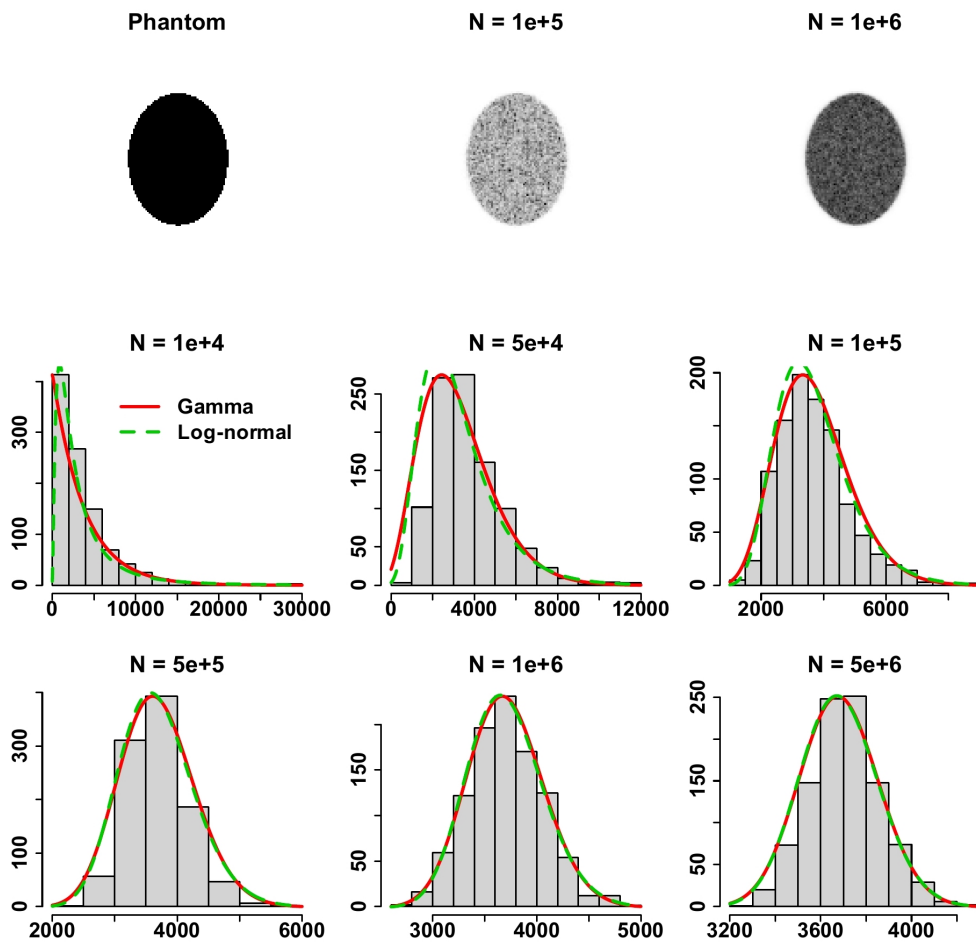 Phantom
N = 1e+5
N = 1e+6
N = 1e+4
N = 5e+4
N = 1e+5
Gamma
Log-normal
0 100 300
0 10000 20000 30000
0 50 150 250
0 4000 8000 12000
0 50 100 200
2000 6000
N = 5e+5
N = 1e+6
N = 5e+6
0 100 300
2000 4000 6000
0 50 150
3000 4000 5000
0 50 150 250
3200 3600 4000